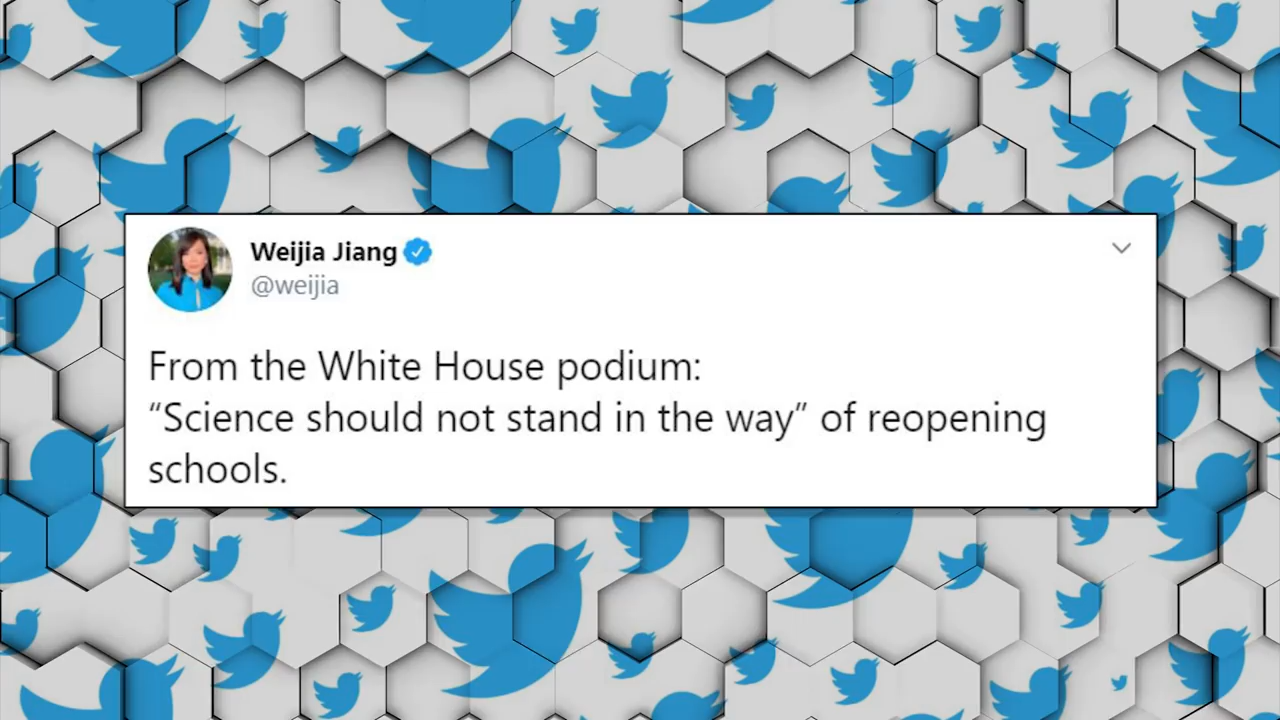 Weijia Jiang
@weijia
From the White House podium:
“Science should not stand in the way” of reopening
schools.